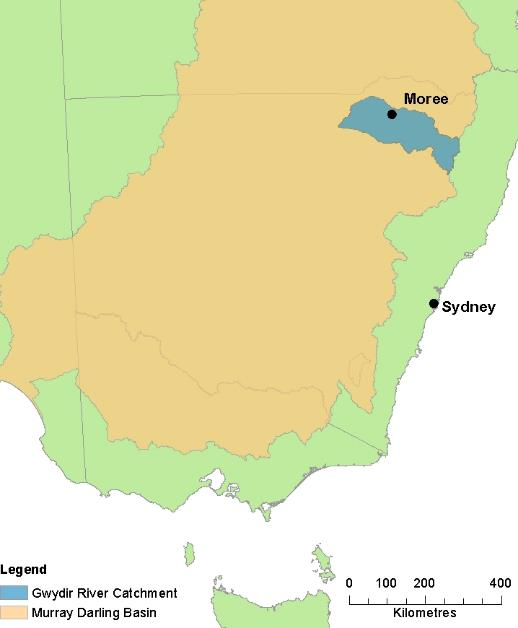 Moree
Sydney
Legend
Gwydir River Catchment
Murray Darling Basin
0 100 200 400
Kilometres